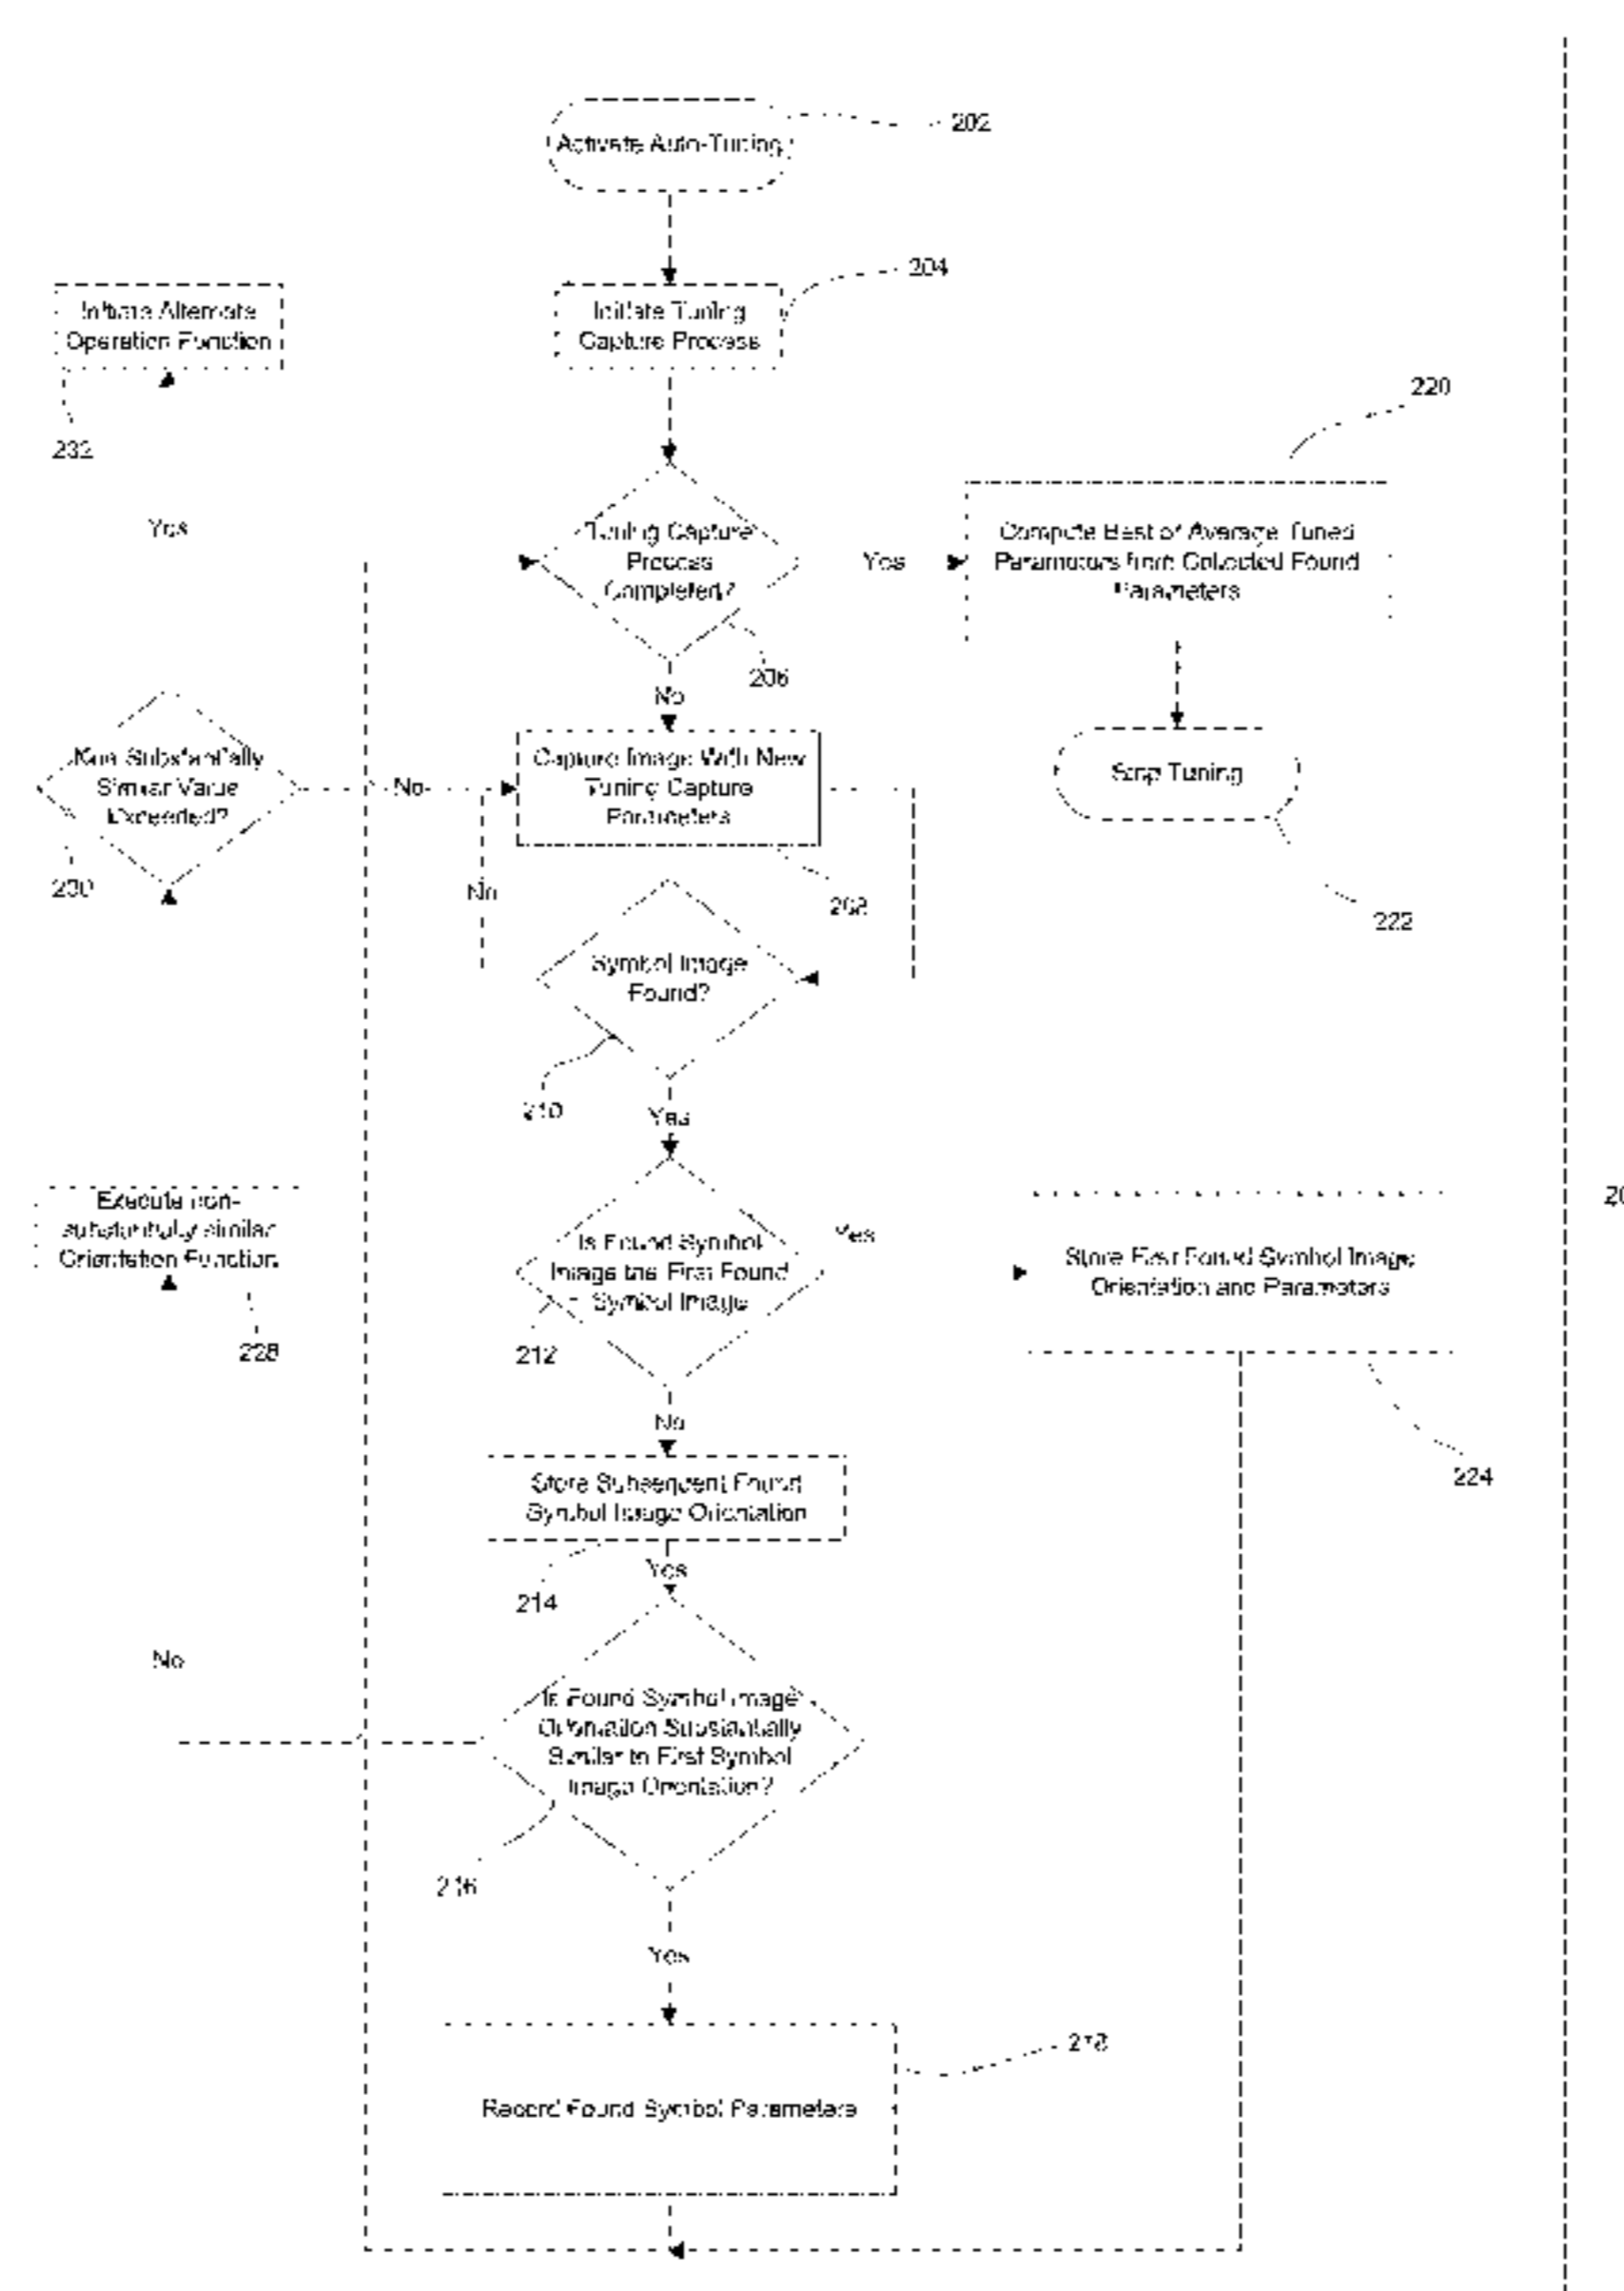 Activate Auto-Tuning
202
Initiate Alternate
Operation Function
232
Initiate Tuning
Capture Process
204
220
Yes
Tuning Capture
Process
Completed?
206
Yes
Compute Best of Average Tuned
Parameters from Collected Found
Parameters
No
Non Substantially
Similar Value
Exceeded?
230
No
Capture Image With New
Tuning Capture
Parameters
208
Stop Tuning
222
No
Symbol Image
Found?
210
Yes
Execute non-
substantially similar
Orientation Function
228
Is Found Symbol
Image the First Found
Symbol Image
212
Yes
Store First Found Symbol Image
Orientation and Parameters
224
No
Store Subsequent Found
Symbol Image Orientation
214
Yes
No
Is Found Symbol Image
Orientation Substantially
Similar to First Symbol
Image Orientation?
216
Yes
Record Found Symbol Parameters
218